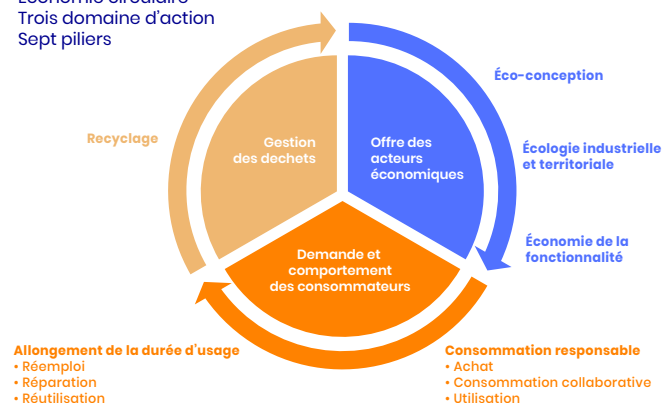 Économie circulaire
Trois domaine d'action
Sept piliers
Éco-conception
Recyclage
Gestion
des dechets
Offre des
acteurs
économiques
Écologie industrielle
et territoriale
Économie de la
fonctionnalité
Demande et
comportement
des consommateurs
Allongement de la durée d'usage
• Réemploi
• Réparation
• Réutilisation
Consommation responsable
• Achat
• Consommation collaborative
• Utilisation